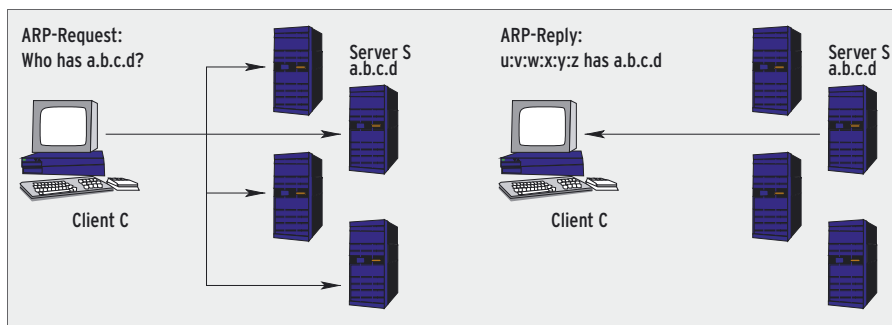 ARP-Request:
Who has a.b.c.d?
Server S
a.b.c.d
Client C
ARP-Reply:
u:v:w:x:y:z has a.b.c.d
Server S
a.b.c.d
Client C